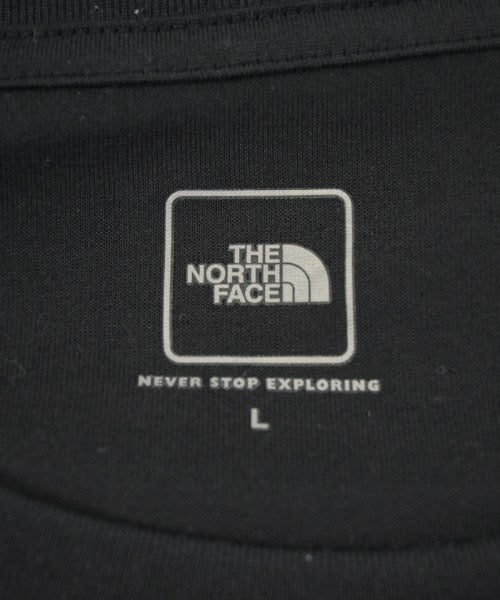 THE
NORTH
FACE
NEVER STOP EXPLORING
L